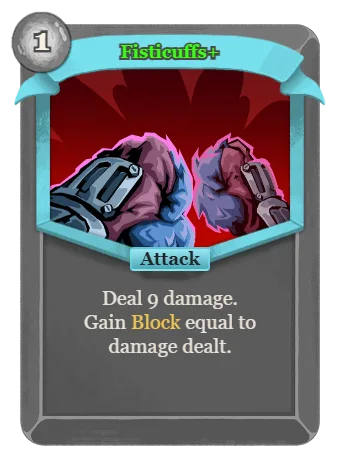 1
Fisticuffs+
Attack
Deal 9 damage.
Gain Block equal to
damage dealt.